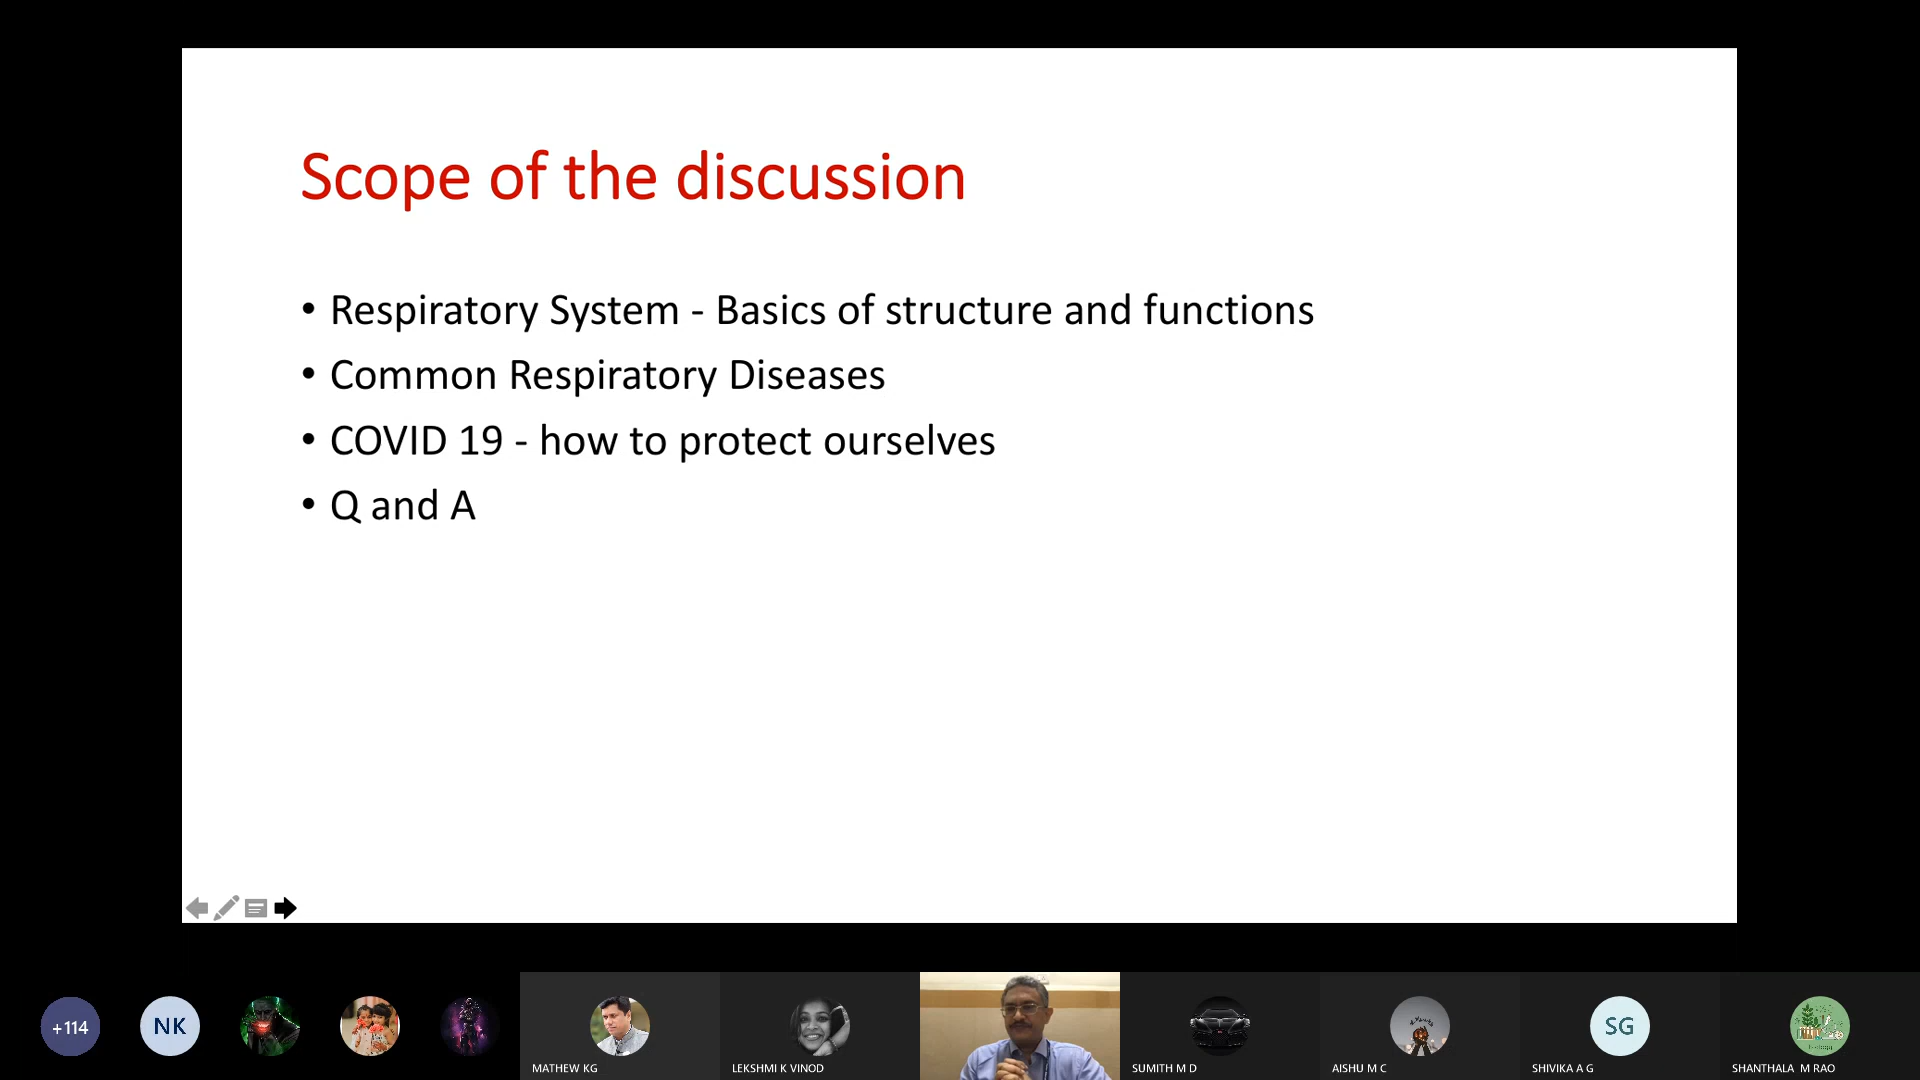 Scope of the discussion
• Respiratory System - Basics of structure and functions
• Common Respiratory Diseases
• COVID 19 - how to protect ourselves
• Q and A
+114
NK
SG
MATHEW KG
LEKSHMI K VINOD
SUMITH M D
AISHU M C
SHIVIKA A G
SHANTHALA M RAO